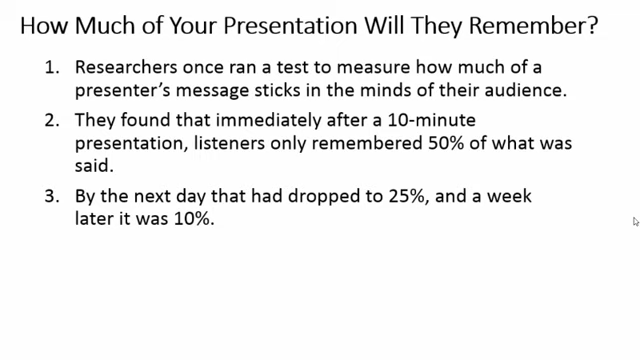 How Much of Your Presentation Will They Remember?
1. Researchers once ran a test to measure how much of a
presenter's message sticks in the minds of their audience.
2. They found that immediately after a 10-minute
presentation, listeners only remembered 50% of what was
said.
3. By the next day that had dropped to 25%, and a week
later it was 10%.